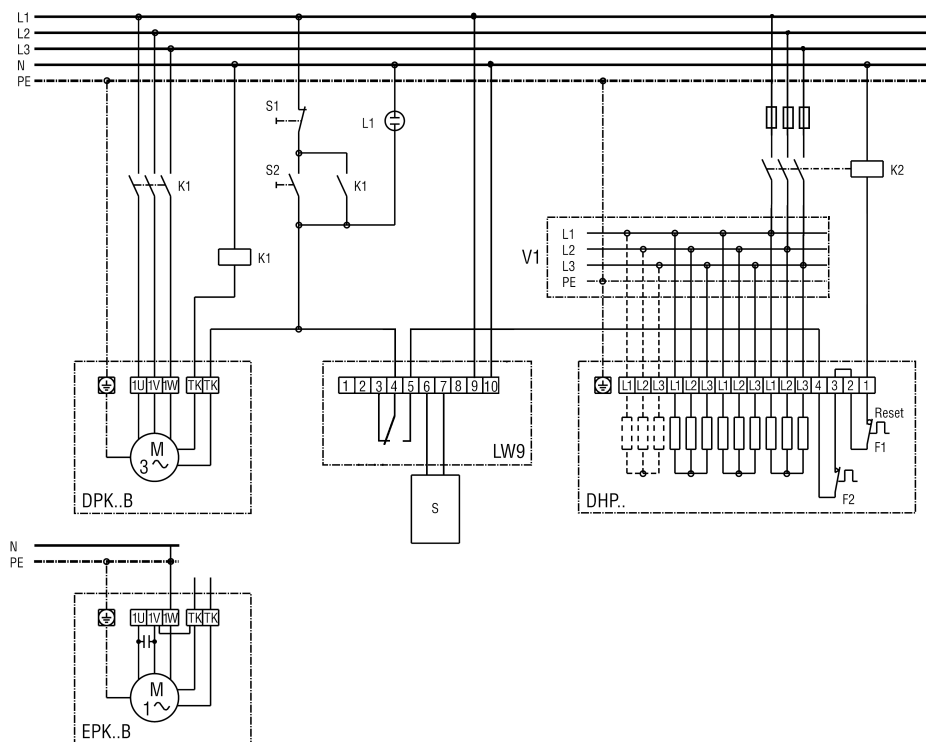 L1
L2
L3
N
PE
S1
L1
S2
K1
K1
K2
K1
V1
L1
L2
L3
PE
1U 1V 1W TK TK
1 2 3 4 5 6 7 8 9 10
L1 L2 L3 L1 L2 L3 L1 L2 L3 L1 L2 L3 4 3 2 1
M
3
DPK..B
LW9
S
Reset
F1
F2
DHP..
N
PE
1U 1V 1W TK TK
M
1
EPK..B